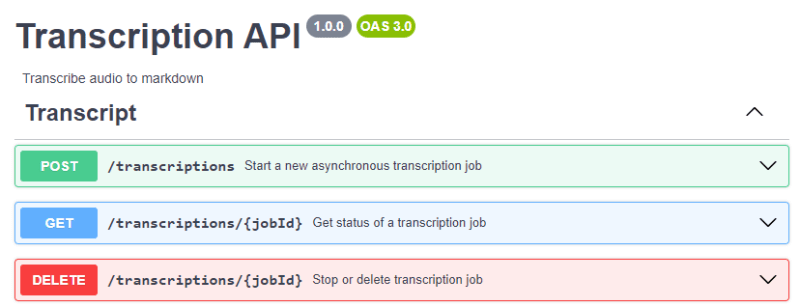 Transcription API 1.0.0 OAS 3.0
Transcribe audio to markdown
Transcript
POST /transcriptions Start a new asynchronous transcription job
GET /transcriptions/{jobId} Get status of a transcription job
DELETE /transcriptions/{jobId} Stop or delete transcription job